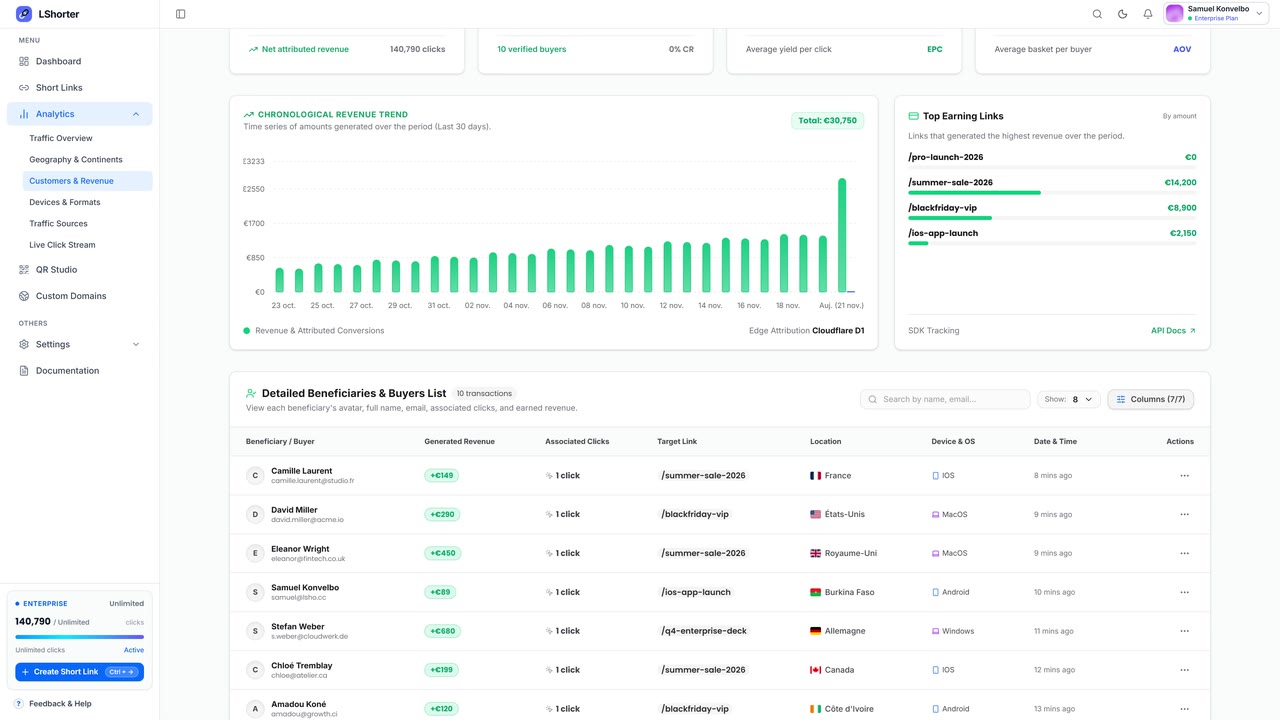 LShorter
Samuel Konvelbo
Enterprise Plan
MENU
Dashboard
Short Links
Analytics
Traffic Overview
Geography & Continents
Customers & Revenue
Devices & Formats
Traffic Sources
Live Click Stream
QR Studio
Custom Domains
OTHERS
Settings
Documentation
ENTERPRISE Unlimited
140,790 / Unlimited clicks
Unlimited clicks Active
+ Create Short Link Ctrl + →
? Feedback & Help
Net attributed revenue 140,790 clicks
10 verified buyers 0% CR
Average yield per click EPC
Average basket per buyer AOV
CHRONOLOGICAL REVENUE TREND
Time series of amounts generated over the period (Last 30 days).
Total: €30,750
€3233
€2550
€1700
€850
€0
23 oct. 25 oct. 27 oct. 29 oct. 31 oct. 02 nov. 04 nov. 06 nov. 08 nov. 10 nov. 12 nov. 14 nov. 16 nov. 18 nov. Auj. (21 nov.)
Revenue & Attributed Conversions
Edge Attribution Cloudflare D1
Top Earning Links By amount
Links that generated the highest revenue over the period.
/pro-launch-2026 €0
/summer-sale-2026 €14,200
/blackfriday-vip €8,900
/ios-app-launch €2,150
SDK Tracking API Docs ↗
Detailed Beneficiaries & Buyers List 10 transactions
View each beneficiary's avatar, full name, email, associated clicks, and earned revenue.
Search by name, email...
Show: 8
Columns (7/7)
Beneficiary / Buyer Generated Revenue Associated Clicks Target Link Location Device & OS Date & Time Actions
C Camille Laurent +€149 1 click /summer-sale-2026 France IOS 8 mins ago ...
camille.laurent@studio.fr
D David Miller +€290 1 click /blackfriday-vip États-Unis MacOS 9 mins ago ...
david.miller@acme.io
E Eleanor Wright +€450 1 click /summer-sale-2026 Royaume-Uni MacOS 9 mins ago ...
eleanor@fintech.co.uk
S Samuel Konvelbo +€89 1 click /ios-app-launch Burkina Faso Android 10 mins ago ...
samuel@lsho.cc
S Stefan Weber +€680 1 click /q4-enterprise-deck Allemagne Windows 11 mins ago ...
s.weber@cloudwerk.de
C Chloé Tremblay +€199 1 click /summer-sale-2026 Canada IOS 12 mins ago ...
chloe@atelier.ca
A Amadou Koné +€120 1 click /blackfriday-vip Côte d'Ivoire Android 13 mins ago ...
amadou@growth.ci